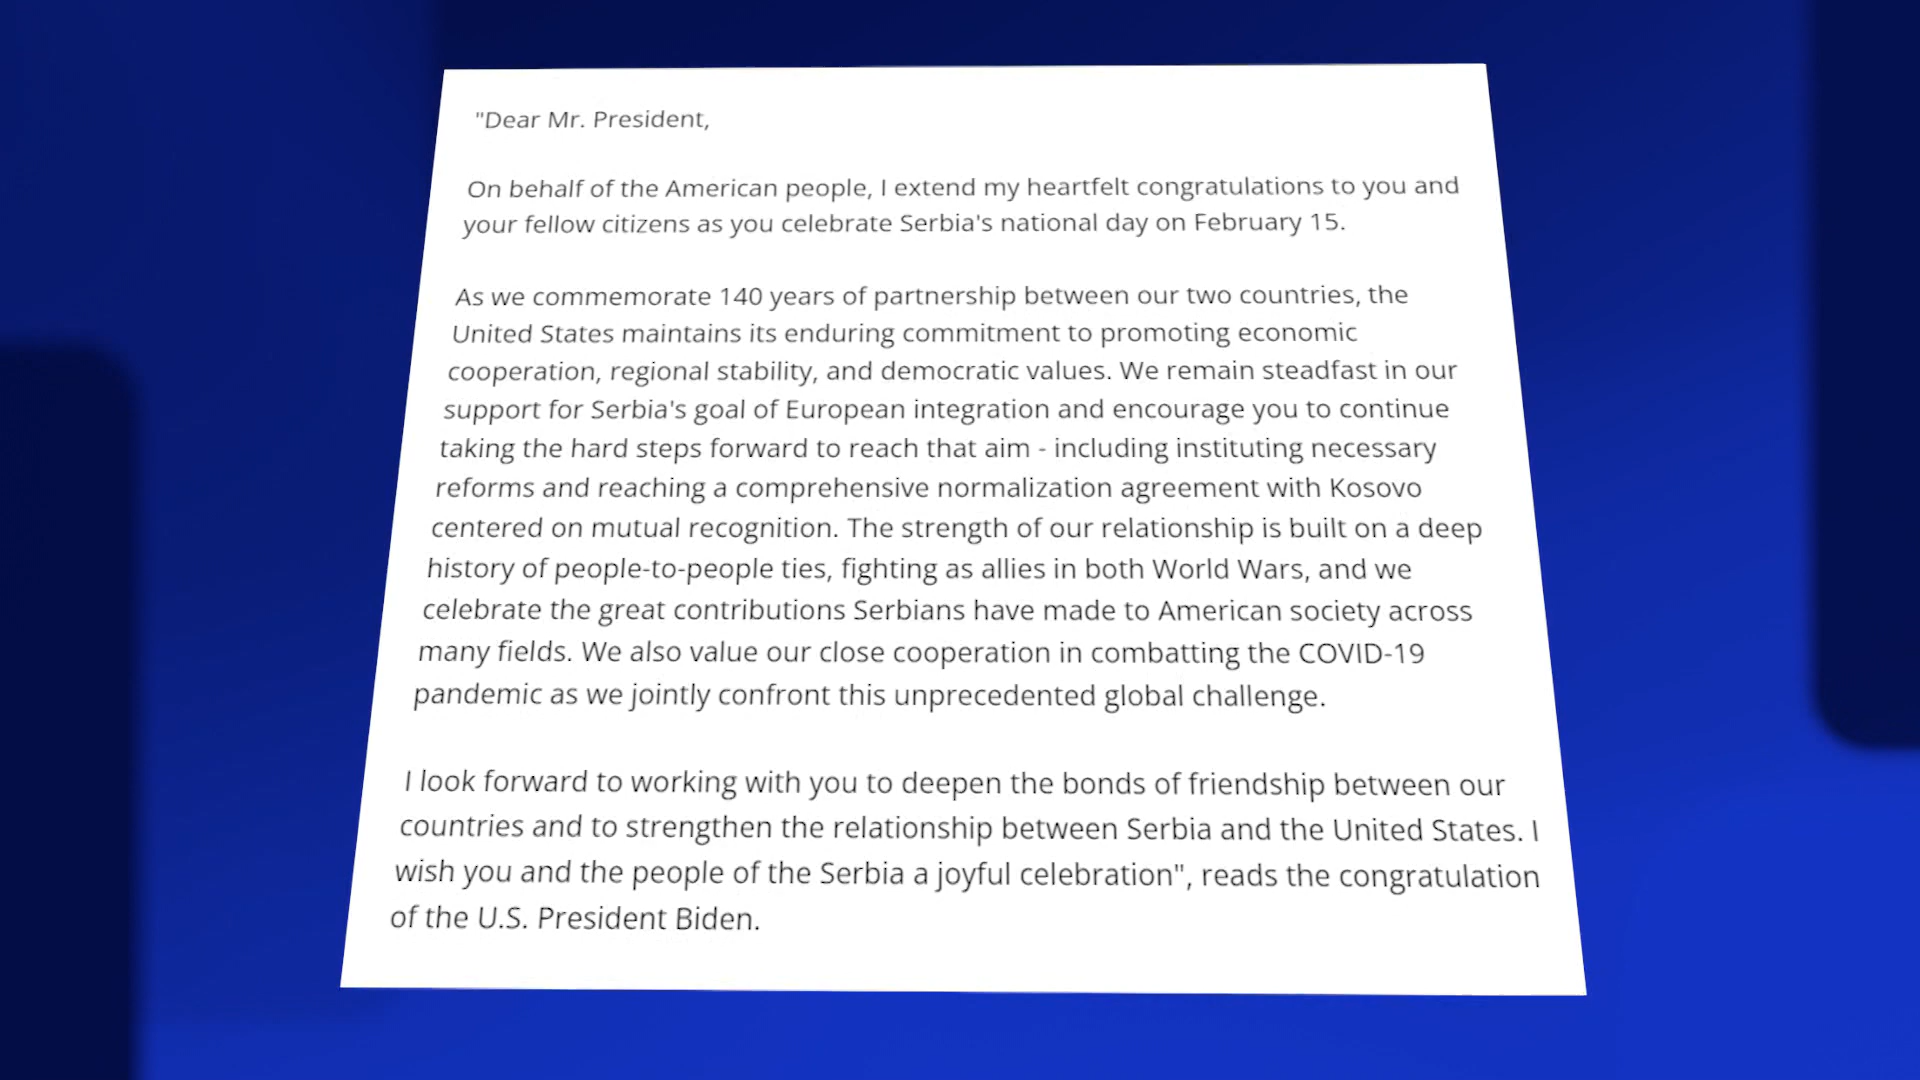 "Dear Mr. President,
On behalf of the American people, I extend my heartfelt congratulations to you and
your fellow citizens as you celebrate Serbia's national day on February 15.
As we commemorate 140 years of partnership between our two countries, the
United States maintains its enduring commitment to promoting economic
cooperation, regional stability, and democratic values. We remain steadfast in our
support for Serbia's goal of European integration and encourage you to continue
taking the hard steps forward to reach that aim - including instituting necessary
reforms and reaching a comprehensive normalization agreement with Kosovo
centered on mutual recognition. The strength of our relationship is built on a deep
history of people-to-people ties, fighting as allies in both World Wars, and we
celebrate the great contributions Serbians have made to American society across
many fields. We also value our close cooperation in combatting the COVID-19
pandemic as we jointly confront this unprecedented global challenge.
I look forward to working with you to deepen the bonds of friendship between our
countries and to strengthen the relationship between Serbia and the United States. I
wish you and the people of the Serbia a joyful celebration", reads the congratulation
of the U.S. President Biden.